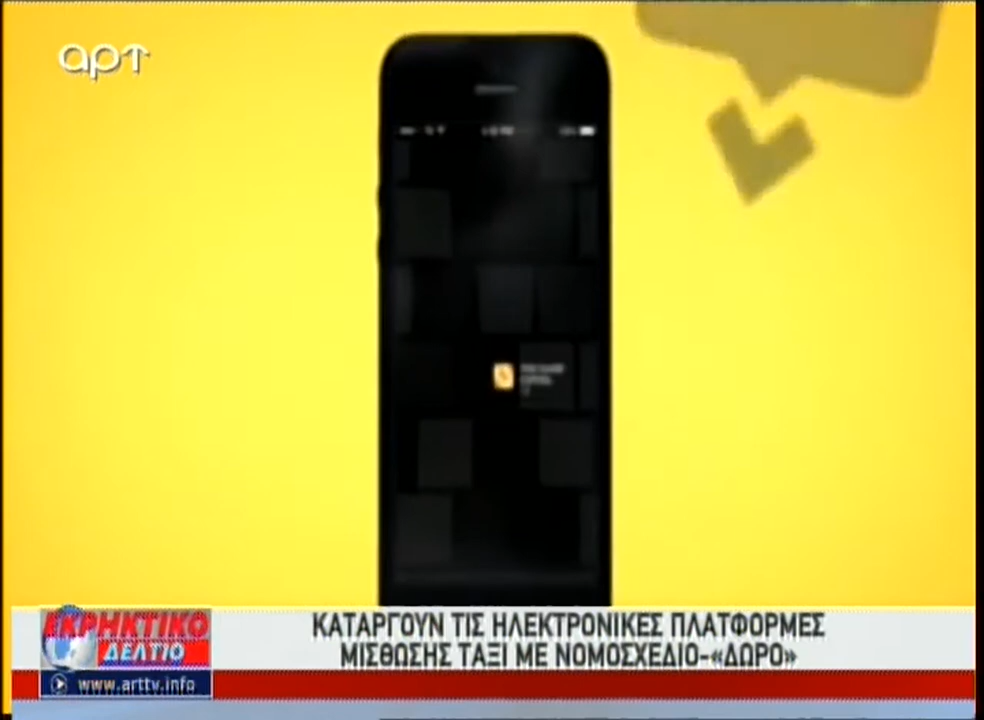 αρτ
ΚΑΤΑΡΓΟΥΝ ΤΙΣ ΗΛΕΚΤΡΟΝΙΚΕΣ ΠΛΑΤΦΟΡΜΕΣ
ΜΙΣΘΩΣΗΣ ΤΑΞΙ ΜΕ ΝΟΜΟΣΧΕΔΙΟ-«ΔΩΡΟ»
ΕΚΡΗΚΤΙΚΟ
ΔΕΛΤΙΟ
www.arttv.info